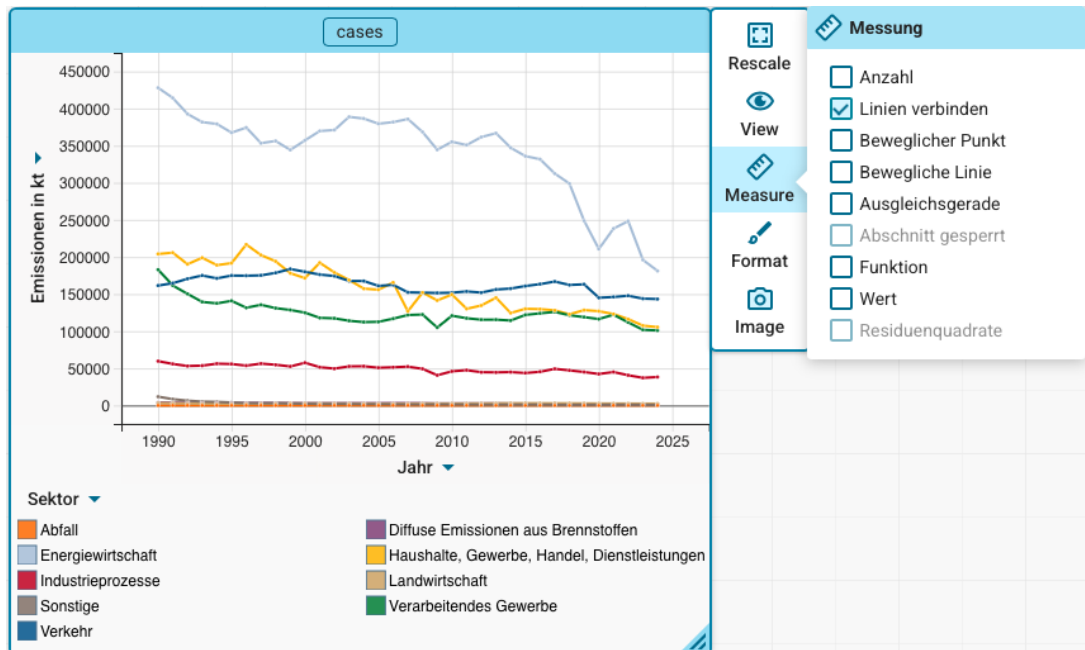 cases
Emissionen in kt
450000
400000
350000
300000
250000
200000
150000
100000
50000
0
1990
1995
2000
2005
2010
2015
2020
2025
Jahr
Sektor
Abfall
Energiewirtschaft
Industrieprozesse
Sonstige
Verkehr
Diffuse Emissionen aus Brennstoffen
Haushalte, Gewerbe, Handel, Dienstleistungen
Landwirtschaft
Verarbeitendes Gewerbe
Rescale
View
Measure
Format
Image
Messung
Anzahl
Linien verbinden
Beweglicher Punkt
Bewegliche Linie
Ausgleichsgerade
Abschnitt gesperrt
Funktion
Wert
Residuenquadrate